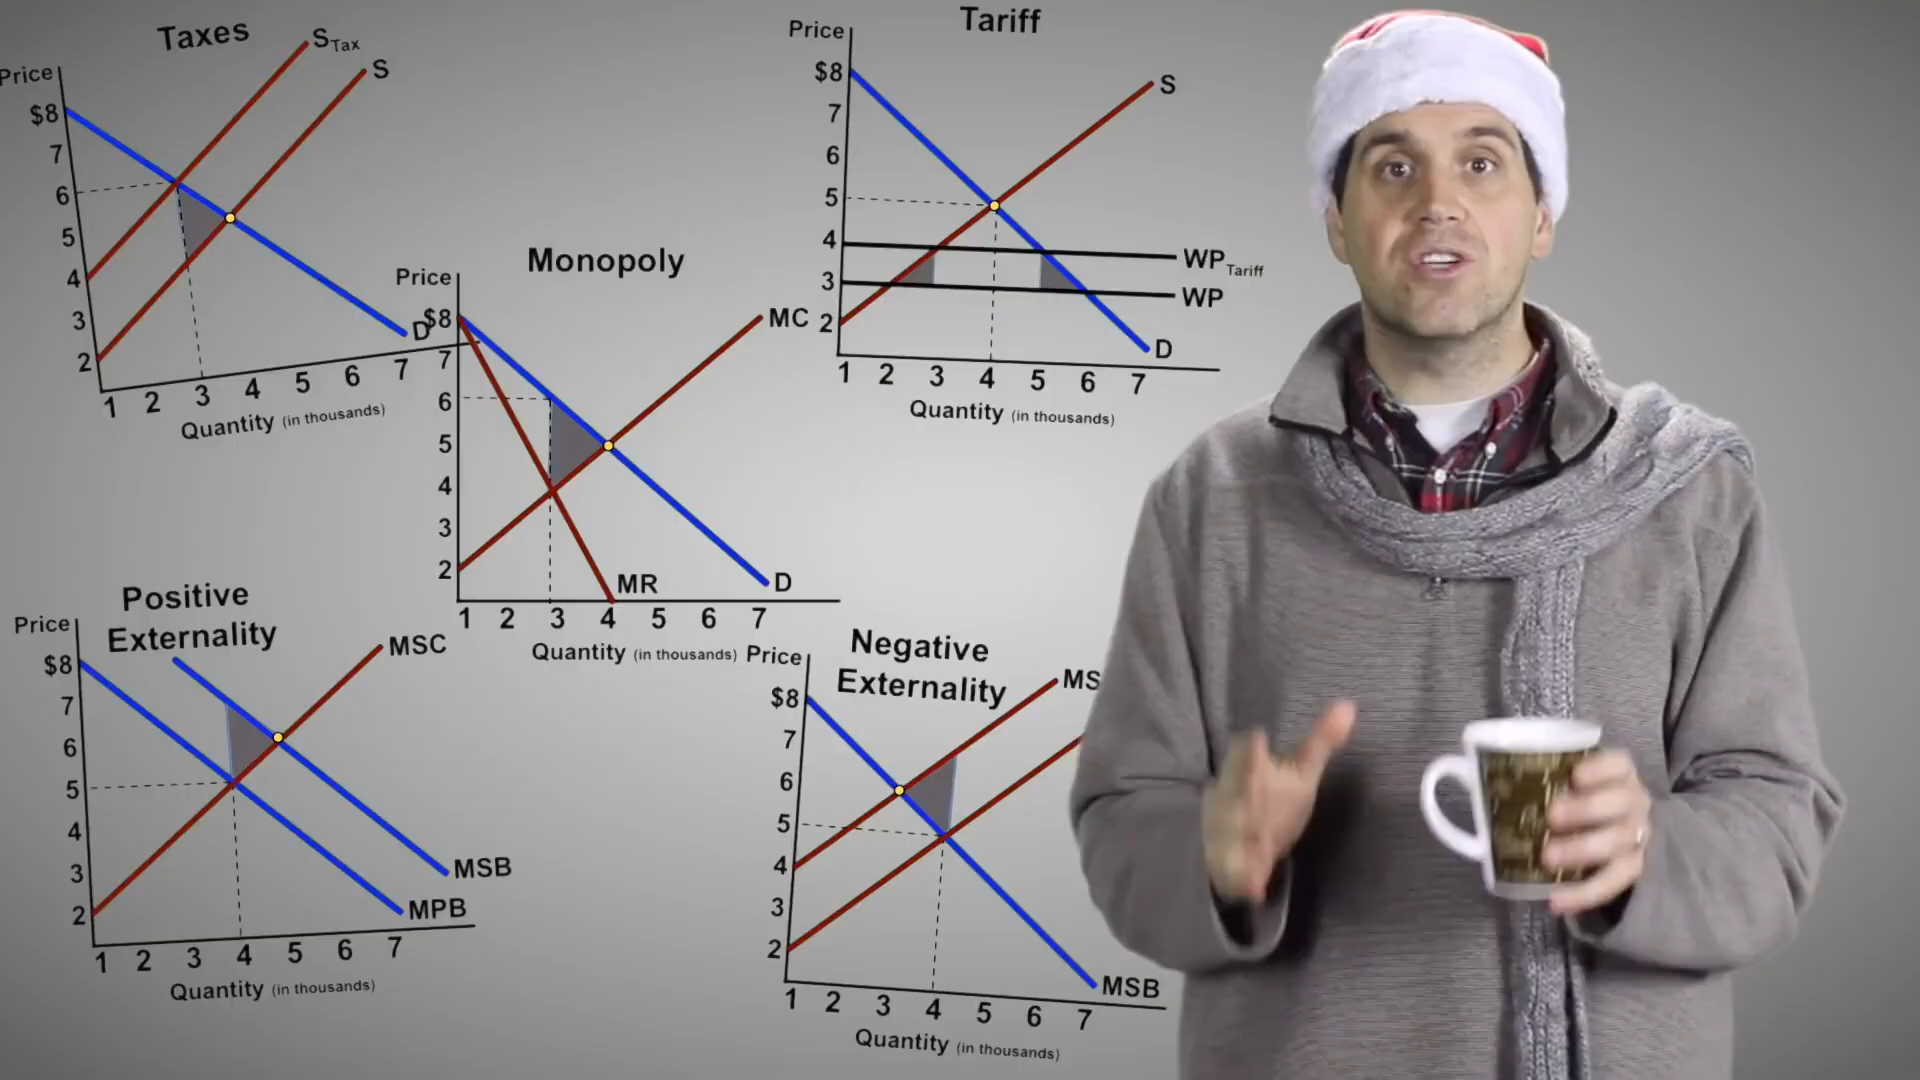 Taxes
Price
$8
7
6
5
4
3
2
S Tax
S
D
1 2 3 4 5 6 7
Quantity (in thousands)
Monopoly
Price
$8
7
6
5
4
3
2
MC
MR
D
1 2 3 4 5 6 7
Quantity (in thousands)
Tariff
Price
$8
7
6
5
4
3
2
S
WP Tariff
WP
D
1 2 3 4 5 6 7
Quantity (in thousands)
Positive
Externality
Price
$8
7
6
5
4
3
2
MSC
MSB
MPB
1 2 3 4 5 6 7
Quantity (in thousands)
Negative
Externality
Price
$8
7
6
5
4
3
2
MS
MSB
1 2 3 4 5 6 7
Quantity (in thousands)